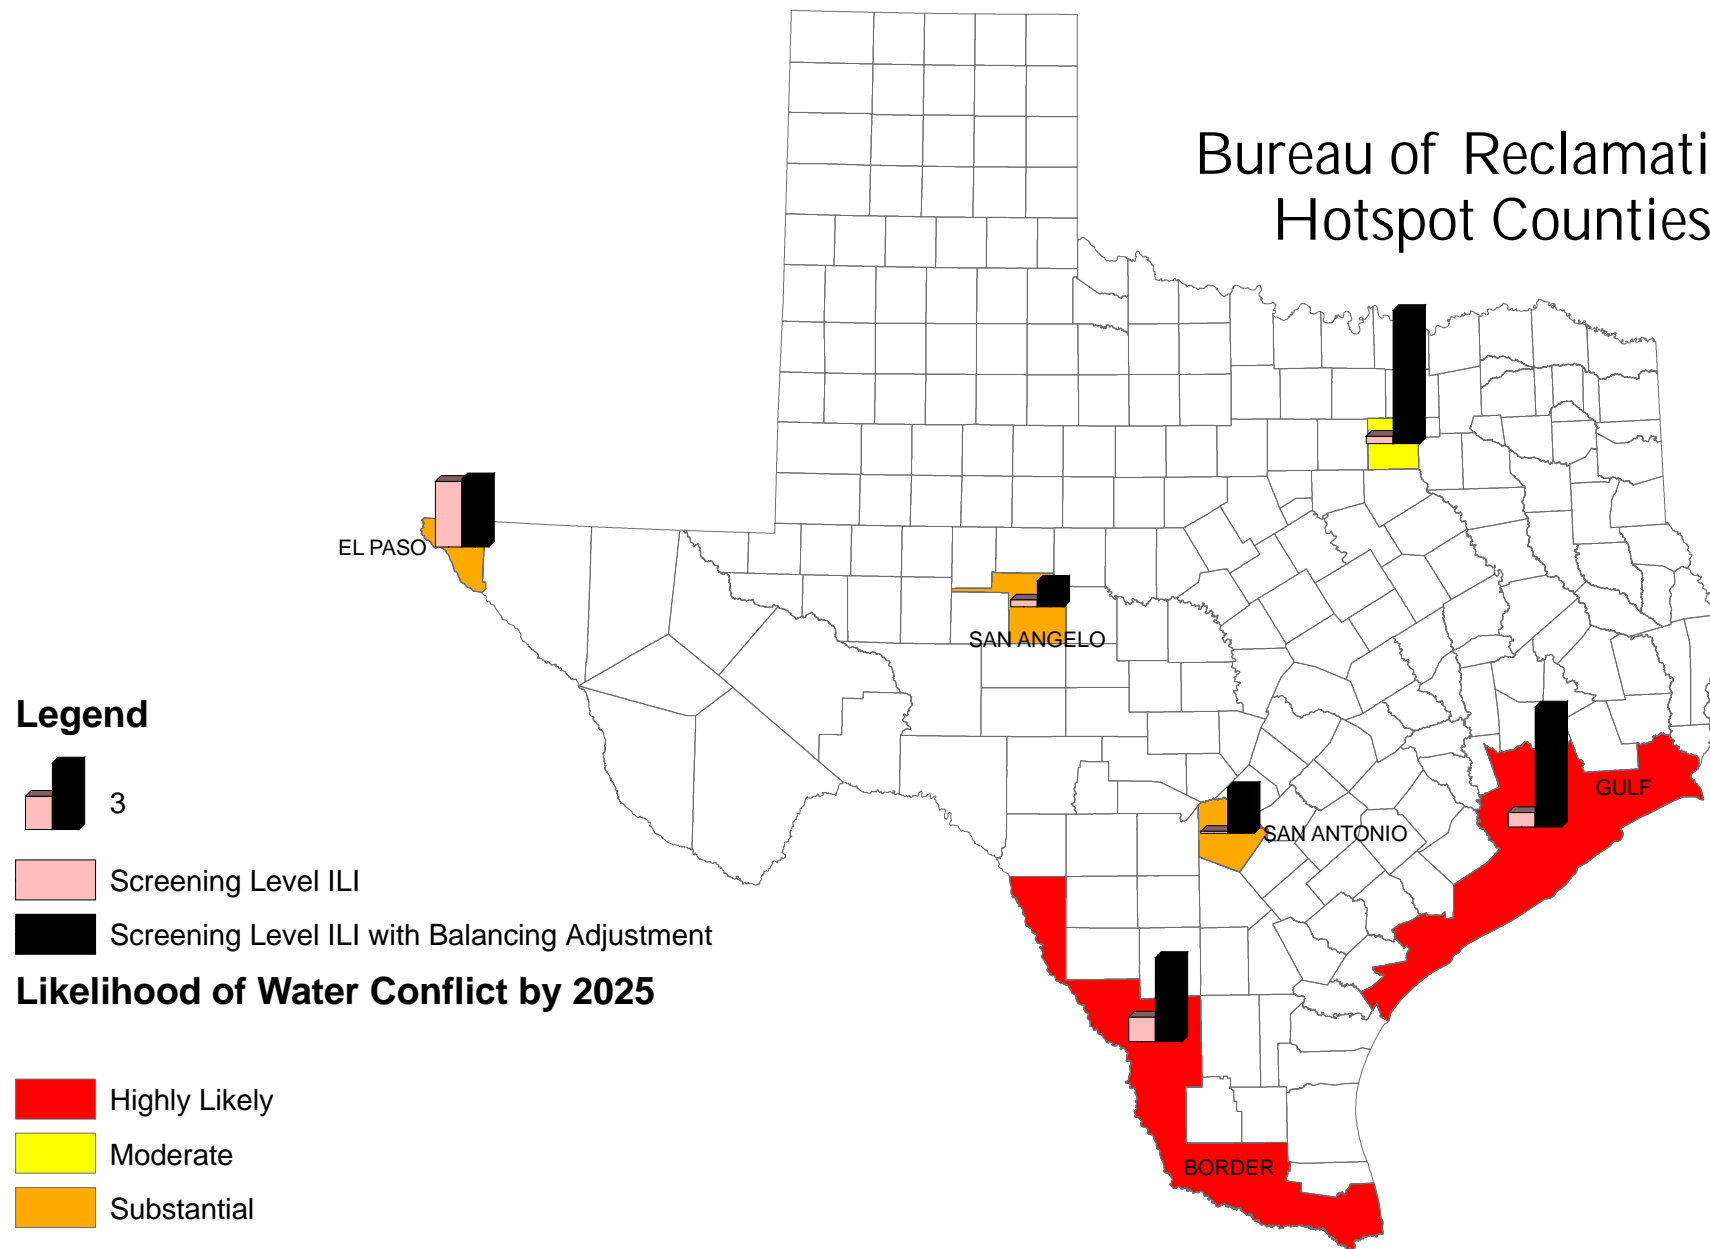 Bureau of Reclamati
Hotspot Counties
EL PASO
SAN ANGELO
GULF
SAN ANTONIO
BORDER
Legend
3
Screening Level ILI
Screening Level ILI with Balancing Adjustment
Likelihood of Water Conflict by 2025
Highly Likely
Moderate
Substantial